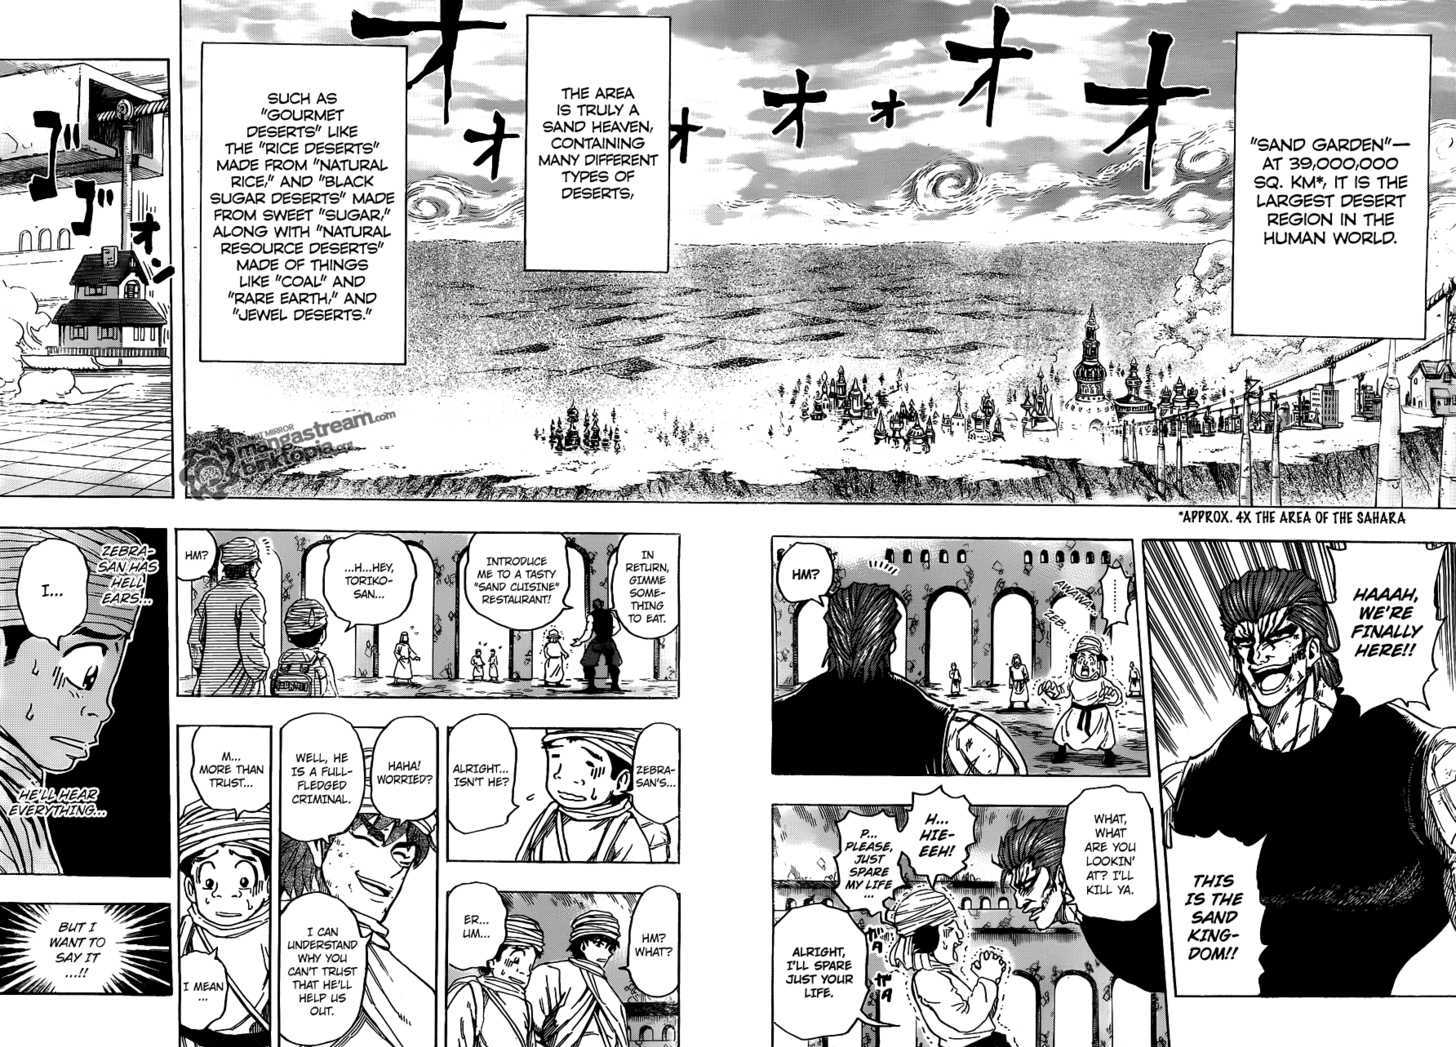 "SAND GARDEN"—
AT 39,000,000
SQ. KM*, IT IS THE
LARGEST DESERT
REGION IN THE
HUMAN WORLD.
オオオオオオオ
THE AREA
IS TRULY A
SAND HEAVEN,
CONTAINING
MANY DIFFERENT
TYPES OF
DESERTS,
SUCH AS
"GOURMET
DESERTS" LIKE
THE "RICE DESERTS"
MADE FROM "NATURAL
RICE," AND "BLACK
SUGAR DESERTS" MADE
FROM SWEET "SUGAR,"
ALONG WITH "NATURAL
RESOURCE DESERTS"
MADE OF THINGS
LIKE "COAL" AND
"RARE EARTH," AND
"JEWEL DESERTS."
ゴゴオン
mangastream.com
*APPROX. 4X THE AREA OF THE SAHARA
HAAAH,
WE'RE
FINALLY
HERE!!
THIS
IS THE
SAND
KING-
DOM!!
HM?
AWAWA..
ZEB..
WHAT,
WHAT
ARE YOU
LOOKIN'
AT? I'LL
KILL YA.
H...
HIE-
EEH!
P...
PLEASE,
JUST
SPARE
MY LIFE
...
ガタ
ガタ
ALRIGHT,
I'LL SPARE
JUST YOUR
LIFE.
IN
RETURN,
GIMME
SOME-
THING
TO EAT.
INTRODUCE
ME TO A TASTY
"SAND CUISINE"
RESTAURANT!
...H...HEY,
TORIKO-
SAN...
HM?
ZEBRA-
SAN'S...
ALRIGHT...
ISN'T HE?
HM?
WHAT?
ER...
UM...
HAHA!
WORRIED?
WELL, HE
IS A FULL-
FLEDGED
CRIMINAL.
I CAN
UNDERSTAND
WHY YOU
CAN'T TRUST
THAT HE'LL
HELP US
OUT.
M...
MORE THAN
TRUST...
I MEAN
...
ZEBRA-
SAN HAS
HELL
EARS...
I...
HE'LL HEAR
EVERYTHING...
BUT I
WANT TO
SAY IT
...!!